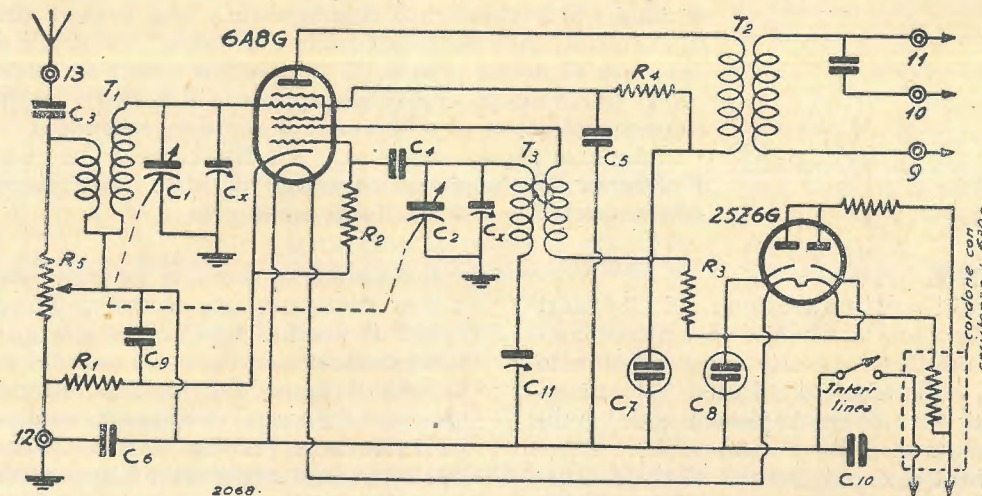 13
6A8G
T2
11
10
9
C3
T1
C1
Cx
C4
C2
Cx
R2
T3
C5
R4
25Z6G
R5
R3
C9
R1
C11
C7
C8
Interr
linea
12
C6
C10
cordone con
2068.